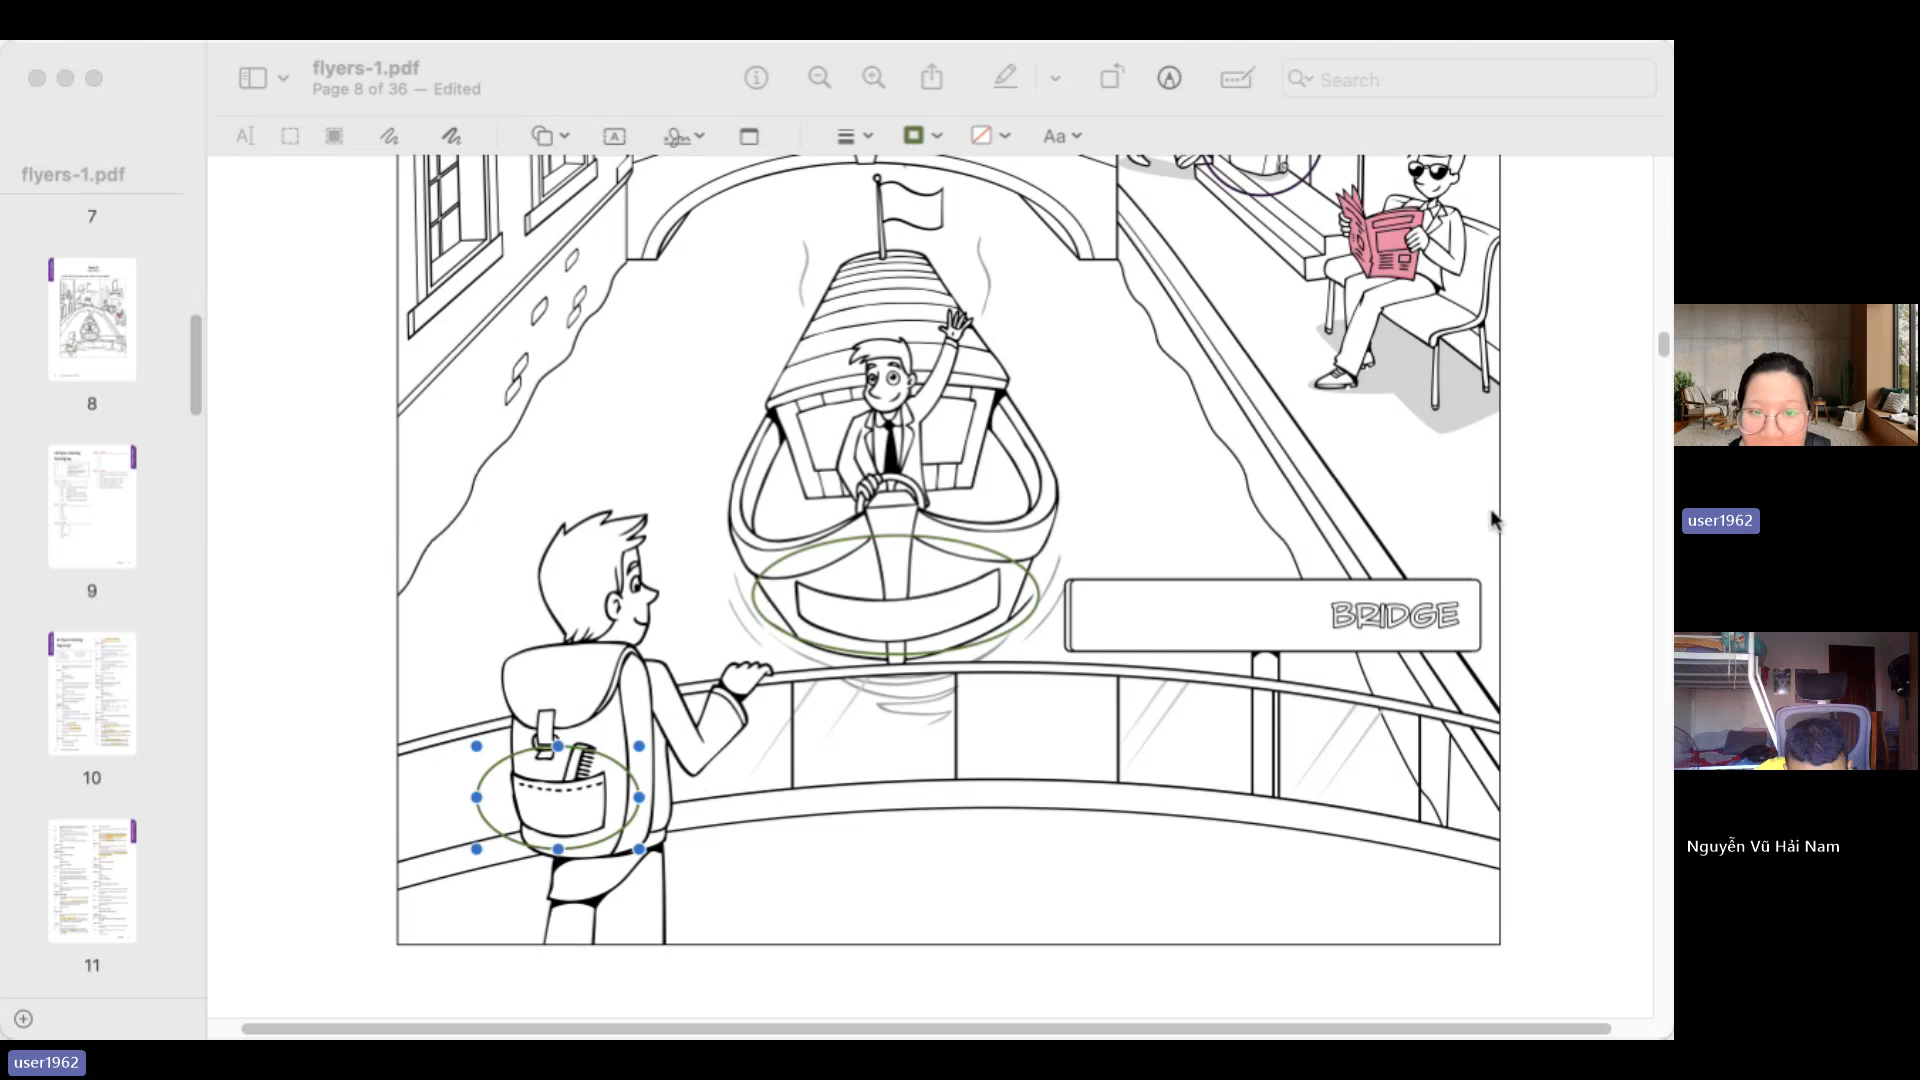 flyers-1.pdf
Page 8 of 36 — Edited
Search
Aa
flyers-1.pdf
7
8
9
10
11
BRIDGE
user1962
Nguyễn Vũ Hải Nam
user1962